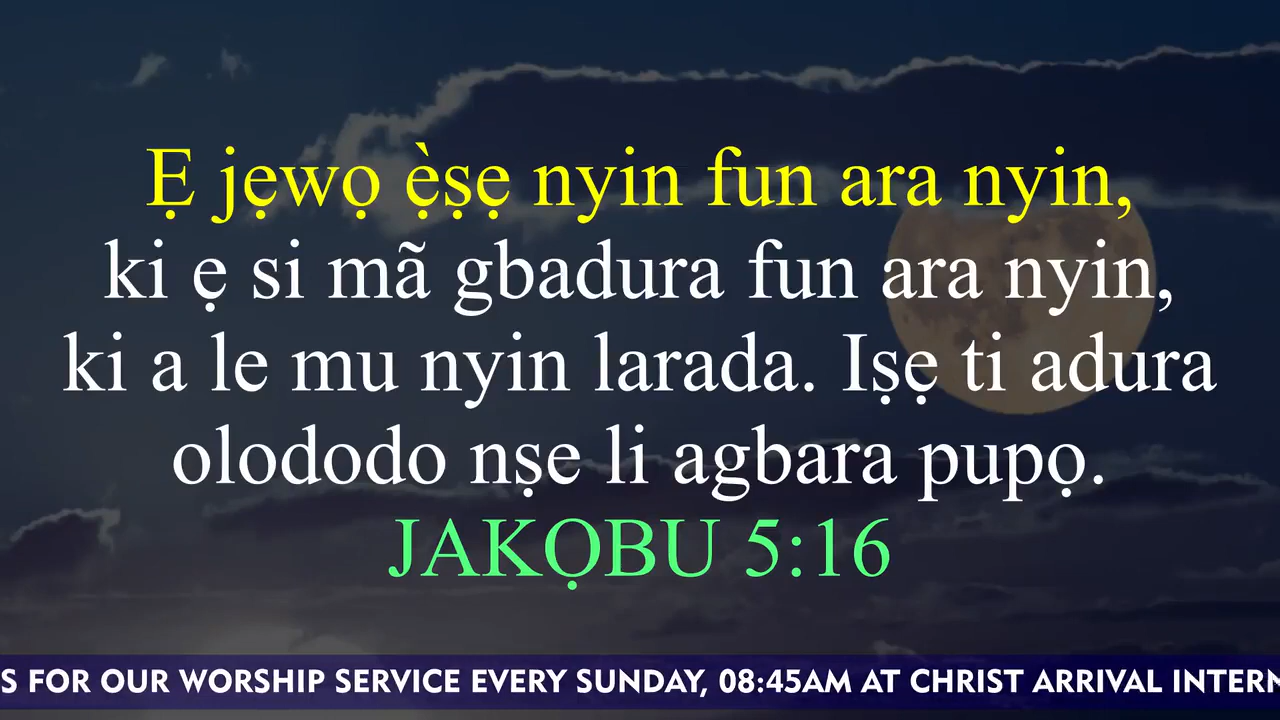 Ẹ jẹwọ ẹ̀ṣẹ nyin fun ara nyin,
ki ẹ si mã gbadura fun ara nyin,
ki a le mu nyin larada. Iṣẹ ti adura
olododo nṣe li agbara pupọ.
JAKỌBU 5:16
S FOR OUR WORSHIP SERVICE EVERY SUNDAY, 08:45AM AT CHRIST ARRIVAL INTERN